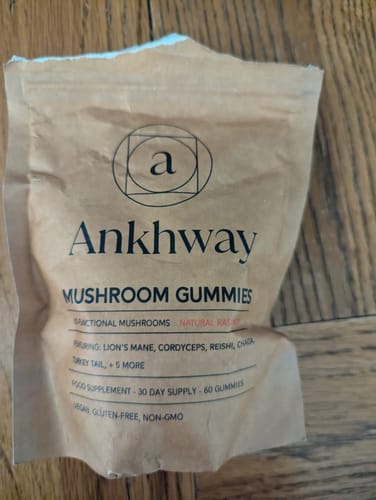 a
Ankhway
MUSHROOM GUMMIES
FUNCTIONAL MUSHROOMS NATURAL
FEATURING: LION'S MANE, CORDYCEPS, REISHI, CHAGA,
TURKEY TAIL, + 5 MORE
FOOD SUPPLEMENT - 30 DAY SUPPLY - 60 GUMMIES
VEGAN, GLUTEN-FREE, NON-GMO